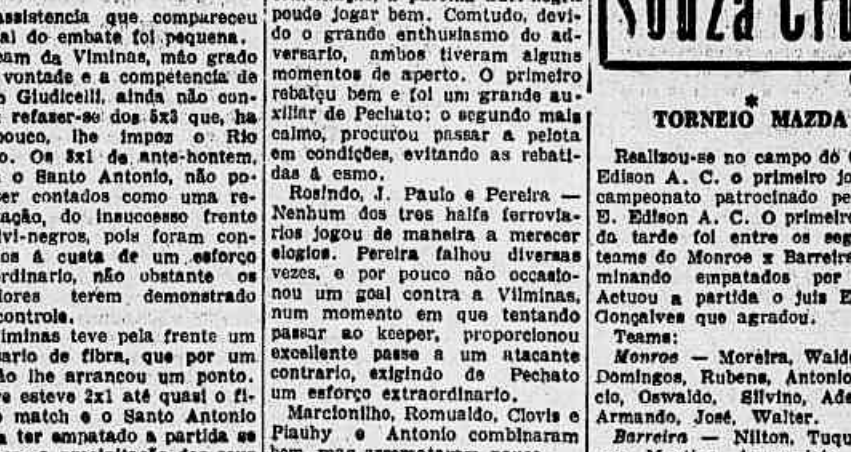 assistencia que compareceu
al do embate foi pequena.
eam da Viminas, máo grado
vontade e a competencia de
o Giudicelli, ainda não con-
refaser-se dos 5x3 que, ha
pouco, lhe impoz o Rio
o. Os 3x1 de ante-hontem,
o Santo Antonio, não po-
er contados como uma re-
ação, do insuccesso frente
lvi-negros, pois foram con-
os á custa de um esforço
ordinario, não obstante os
ores terem demonstrado
controle.
iminas teve pela frente um
sario de fibra, que por um
ão lhe arrancou um ponto.
e esteve 2x1 até quasi o fi-
match e o Santo Antonio
a ter empatado a partida se
poude jogar bem. Comtudo, devi-
do o grande enthusiasmo do ad-
versario, ambos tiveram alguns
momentos de aperto. O primeiro
rebateu bem e foi um grande au-
xiliar de Pechato; o segundo mais
calmo, procurou passar a pelota
em condições, evitando as rebati-
das á esmo.
Rosindo, J. Paulo e Pereira —
Nenhum dos tres halfs ferrovia-
rios jogou de maneira a merecer
elogios. Pereira falhou diversas
vezes, e por pouco não occasio-
nou um goal contra a Vilminas,
num momento em que tentando
passar ao keeper, proporcionou
excellente passe a um atacante
contrario, exigindo de Pechato
um esforço extraordinario.
Marcionilho, Romualdo, Clovis e
Piauhy e Antonio combinaram
Souza Cru
TORNEIO MAZDA
Realizou-se no campo do
Edison A. C. o primeiro jo
campeonato patrocinado pe
E. Edison A. C. O primeiro
da tarde foi entre os seg
teams do Monroe x Barreira
minando empatados por
Actuou a partida o juis E
Gonçalves que agradou.
Teams:
Monroe — Moreira, Walde
Domingos, Rubens, Antonio
cio, Oswaldo, Silvino, Ade
Armando, José, Walter.
Barreira — Nilton, Tuqu